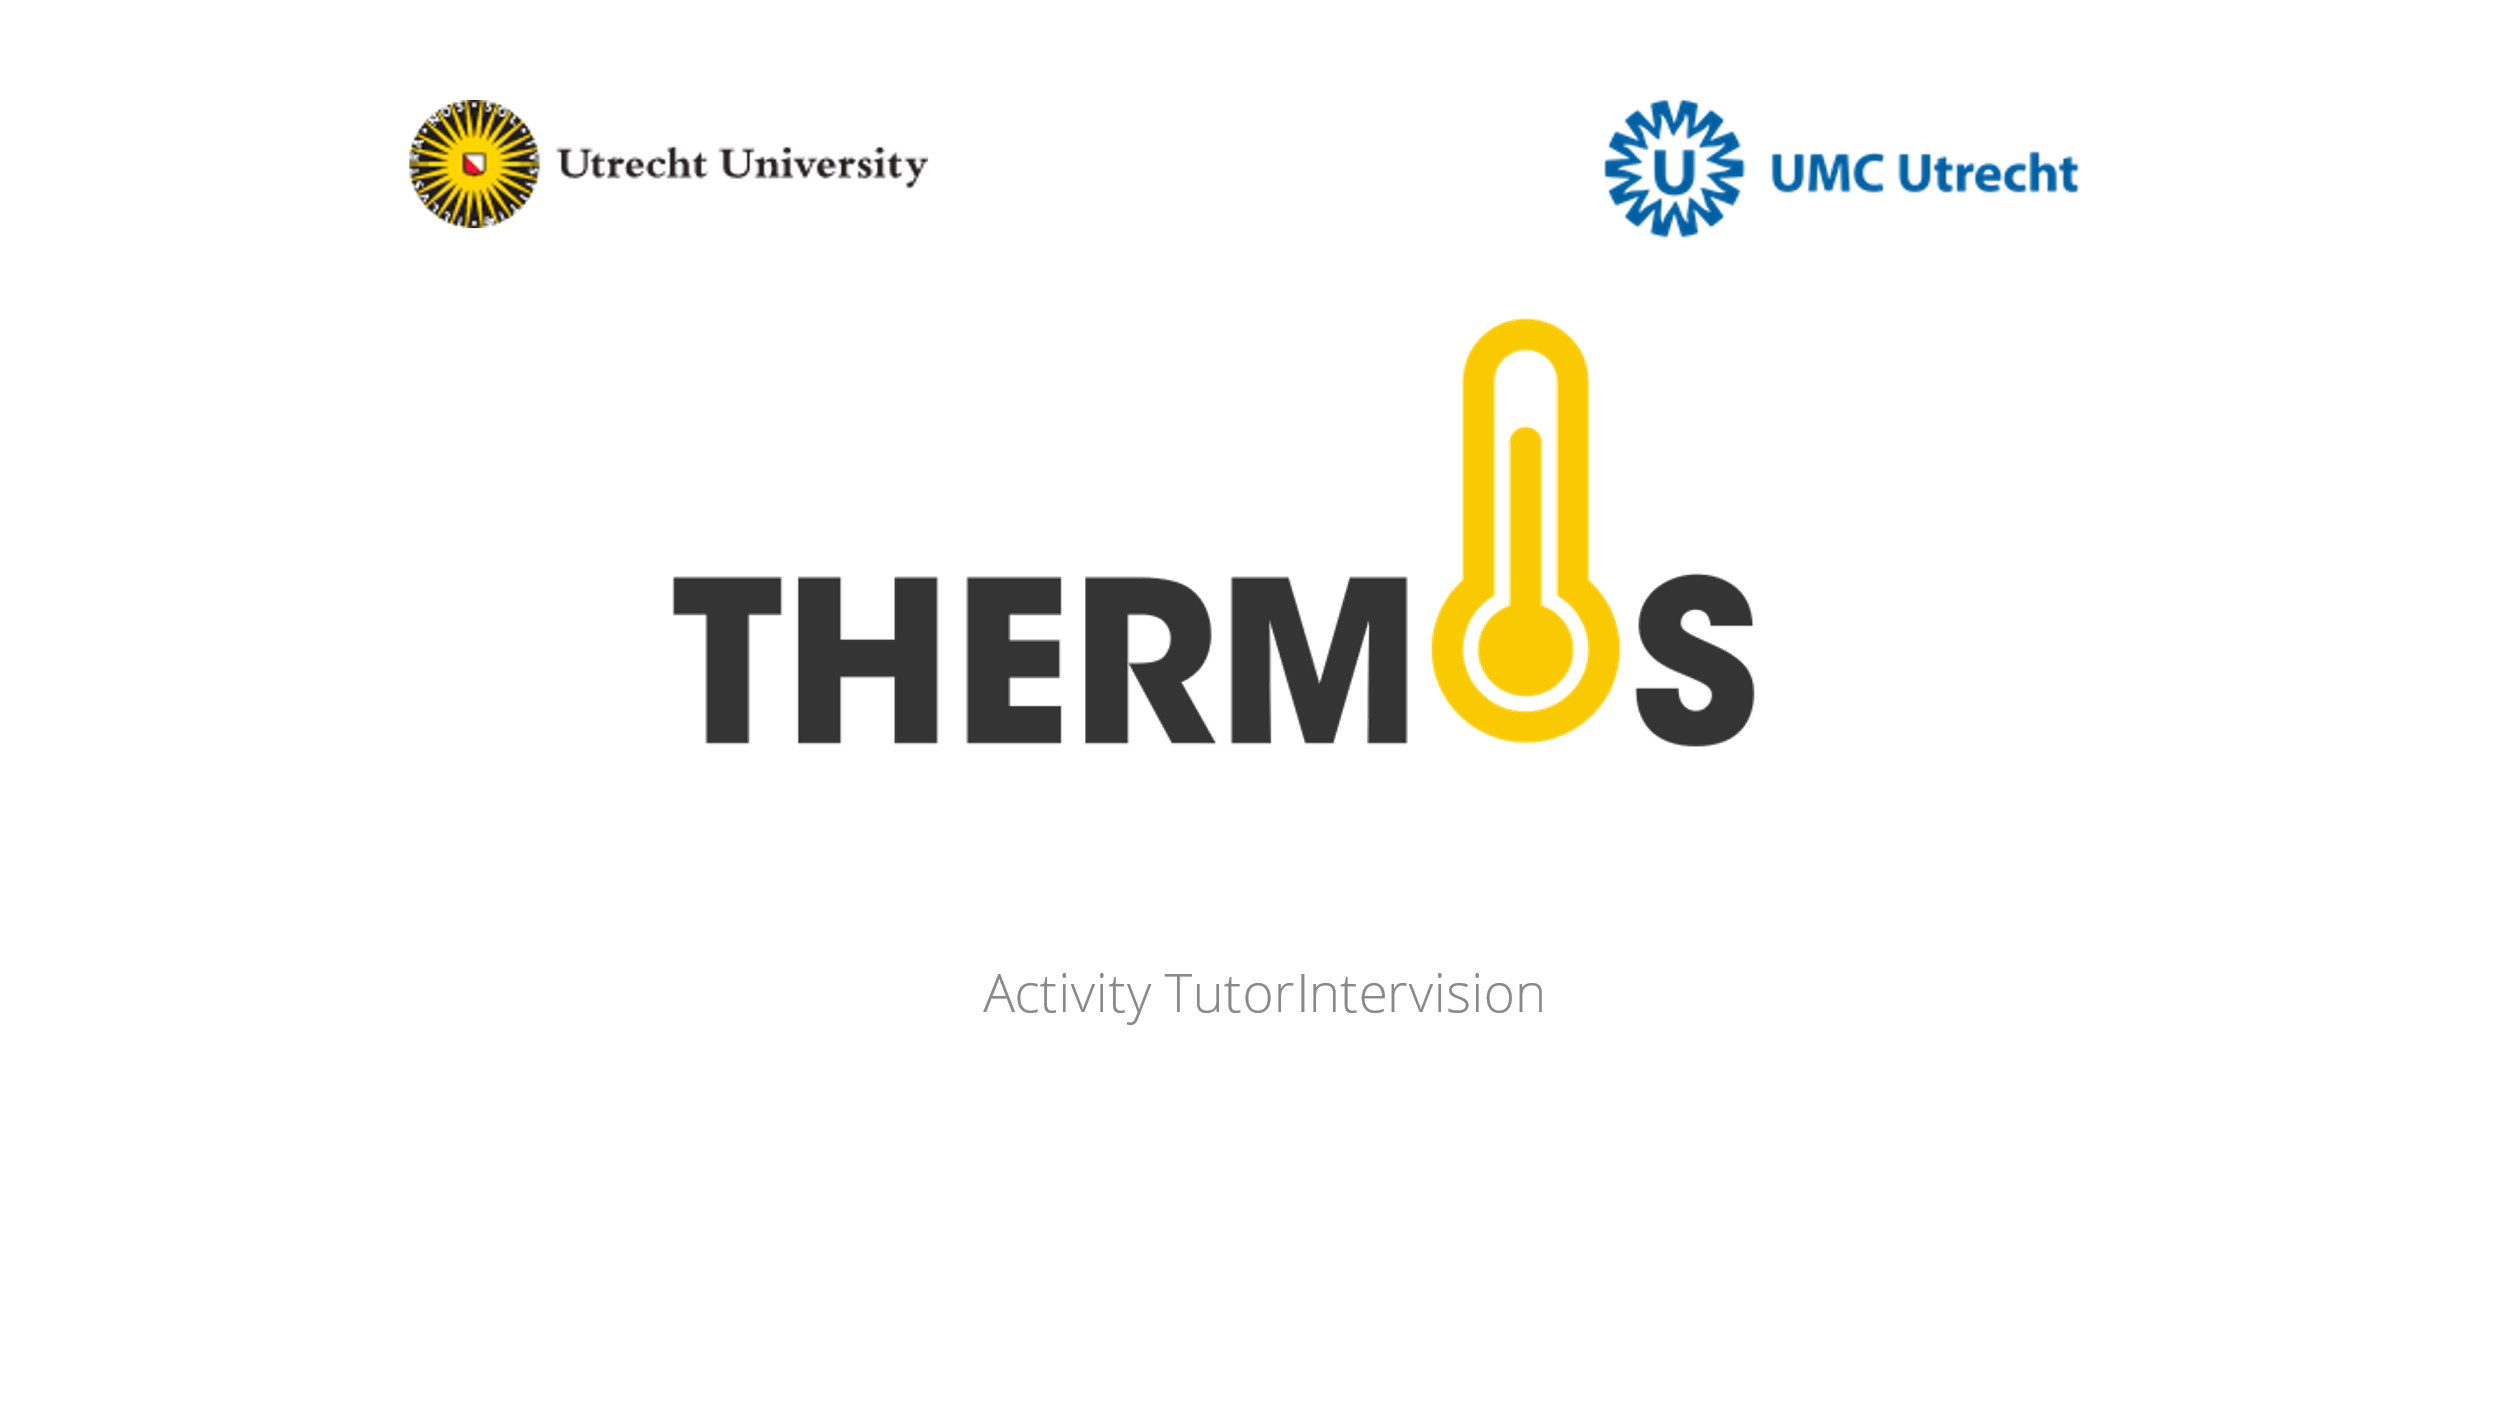 Utrecht University
U UMC Utrecht
THERMOS
Activity TutorIntervision